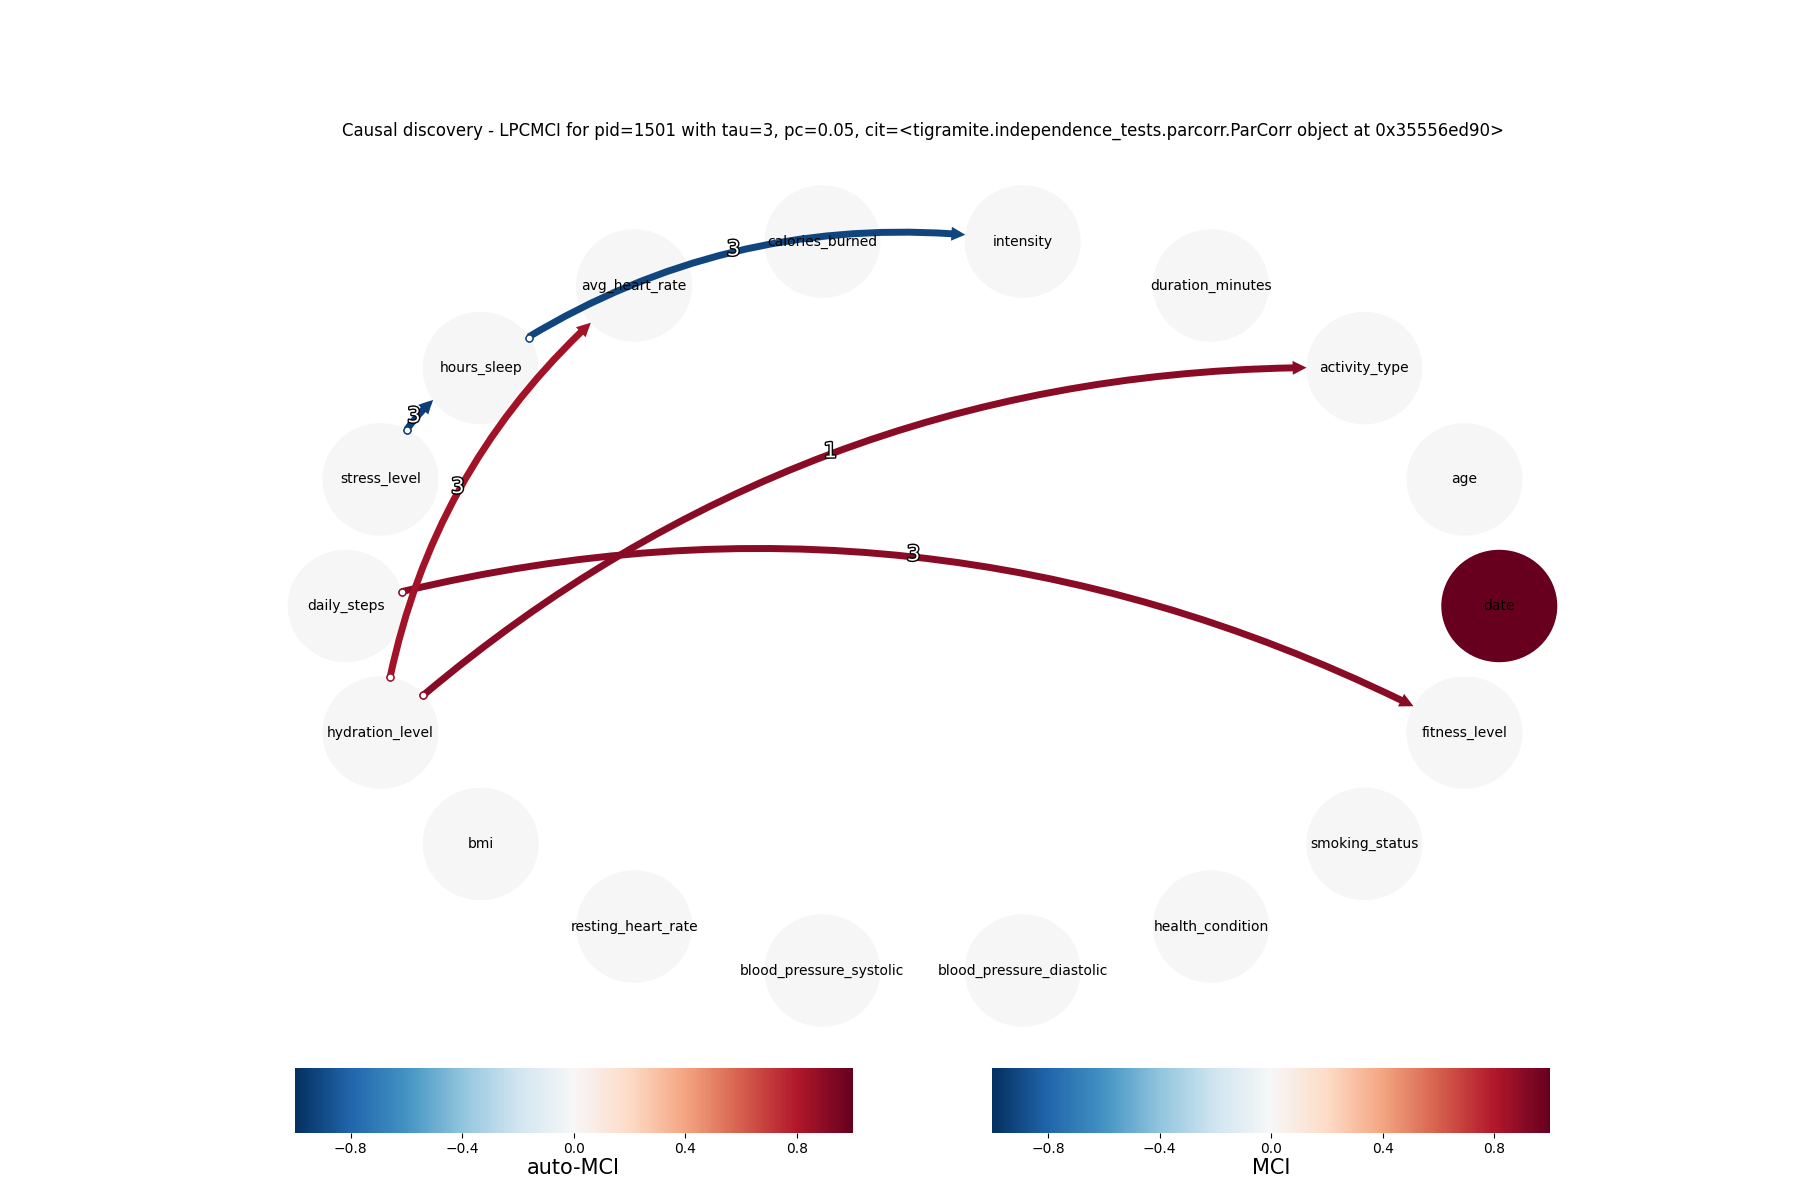 Causal discovery - LPCMCI for pid=1501 with tau=3, pc=0.05, cit=<tigramite.independence_tests.parcorr.ParCorr object at 0x35556ed90>
calories_burned
intensity
3
avg_heart_rate
duration_minutes
hours_sleep
activity_type
3
1
stress_level
age
3
3
daily_steps
date
hydration_level
fitness_level
bmi
smoking_status
resting_heart_rate
health_condition
blood_pressure_systolic
blood_pressure_diastolic
−0.8 −0.4 0.0 0.4 0.8
auto-MCI
−0.8 −0.4 0.0 0.4 0.8
MCI